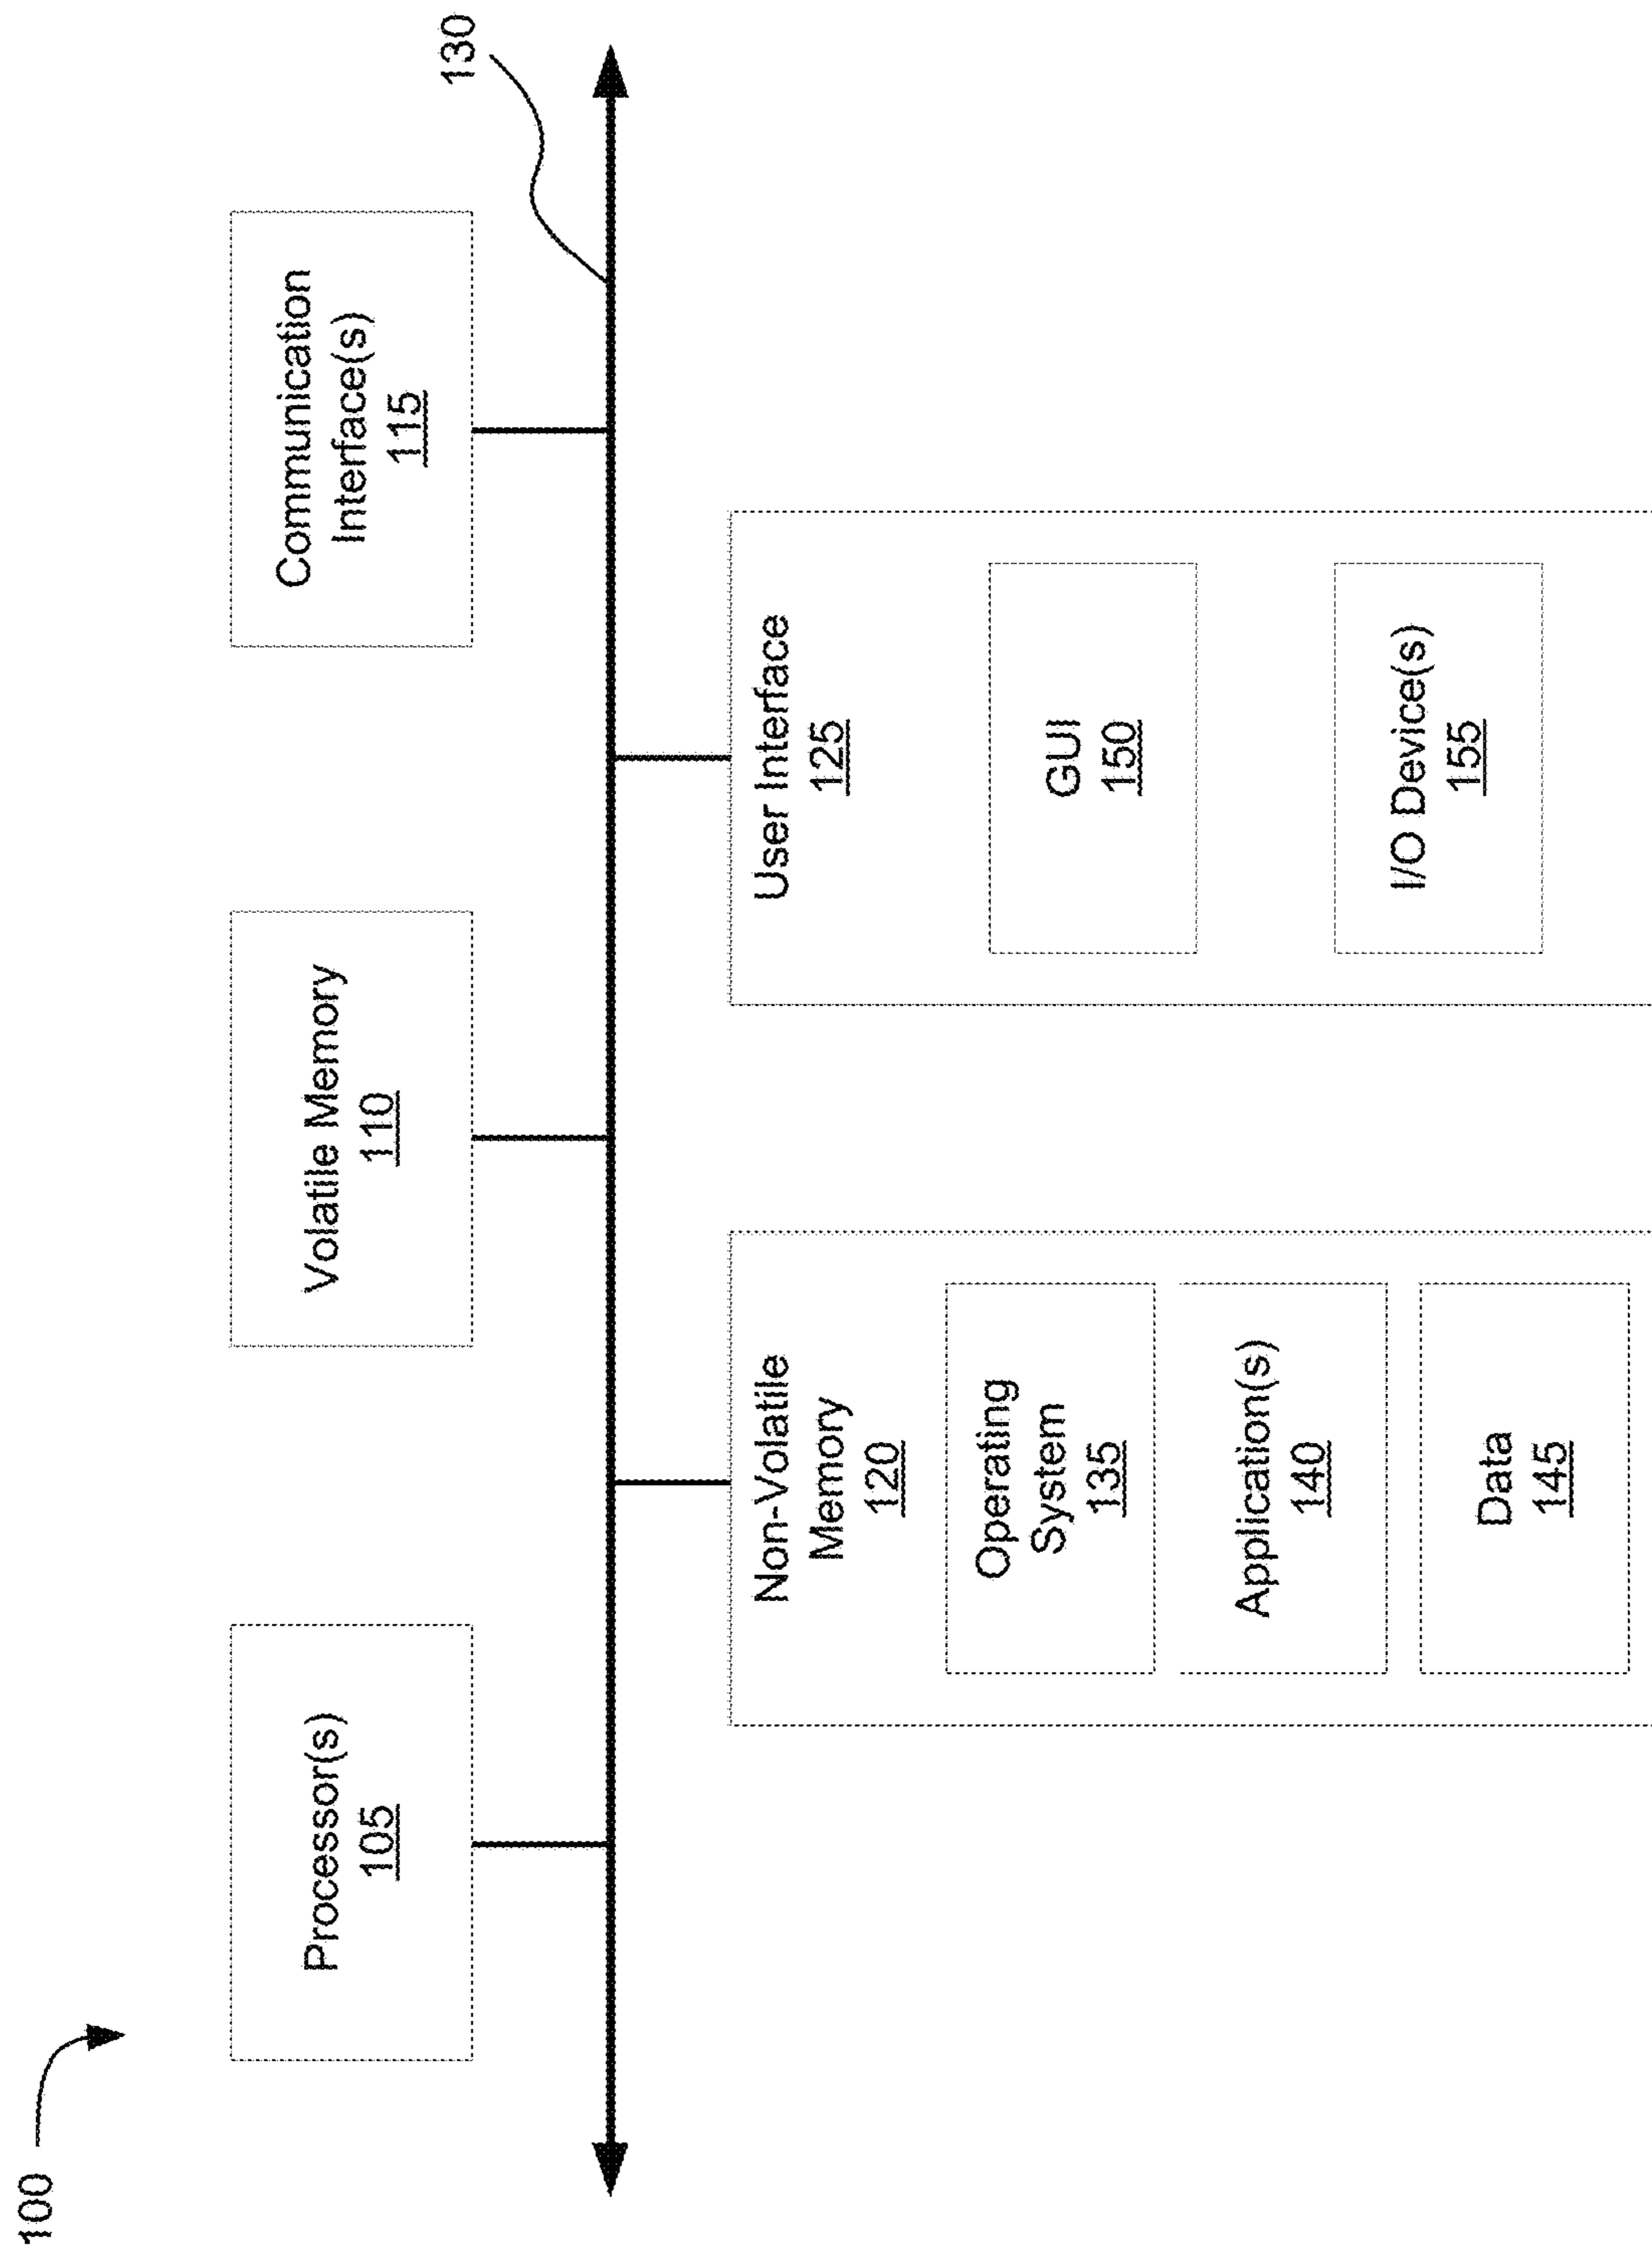 100
Processor(s)
105
Volatile Memory
110
Communication
Interface(s)
115
130
Non-Volatile
Memory
120
Operating
System
135
Application(s)
140
Data
145
User Interface
125
GUI
150
I/O Device(s)
155